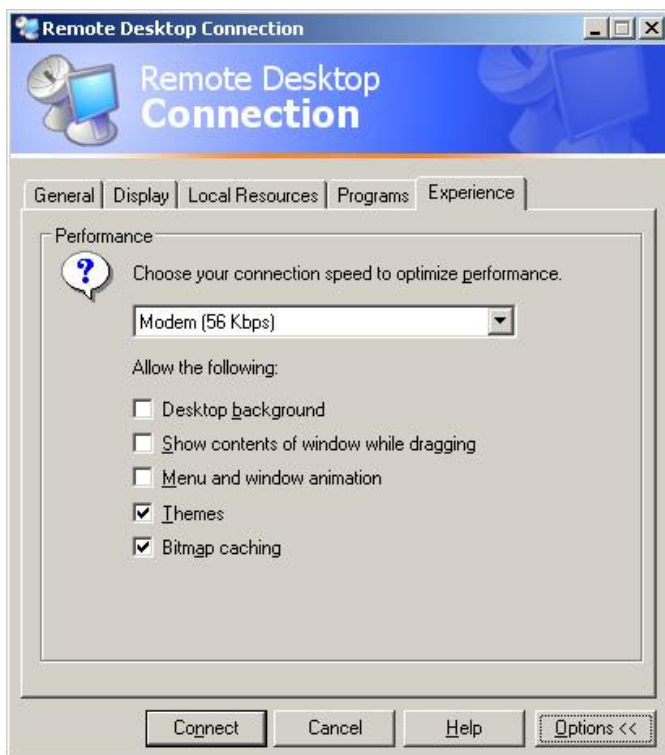 Remote Desktop Connection
Remote Desktop
Connection
General Display Local Resources Programs Experience
Performance
Choose your connection speed to optimize performance.
Modem (56 Kbps)
Allow the following:
Desktop background
Show contents of window while dragging
Menu and window animation
Themes
Bitmap caching
Connect Cancel Help Options <<